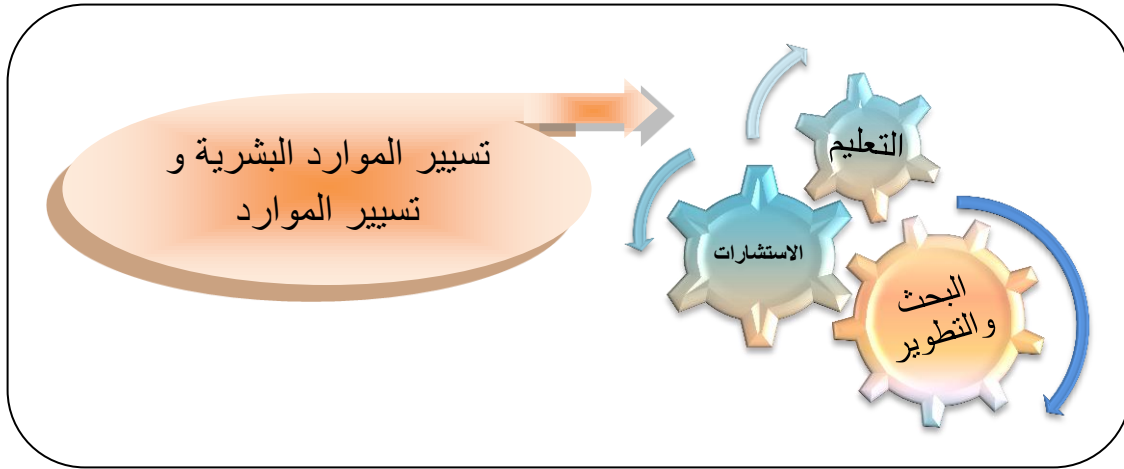 تسيير الموارد البشرية و
تسيير الموارد
التعليم
الاستشارات
البحث
والتطوير